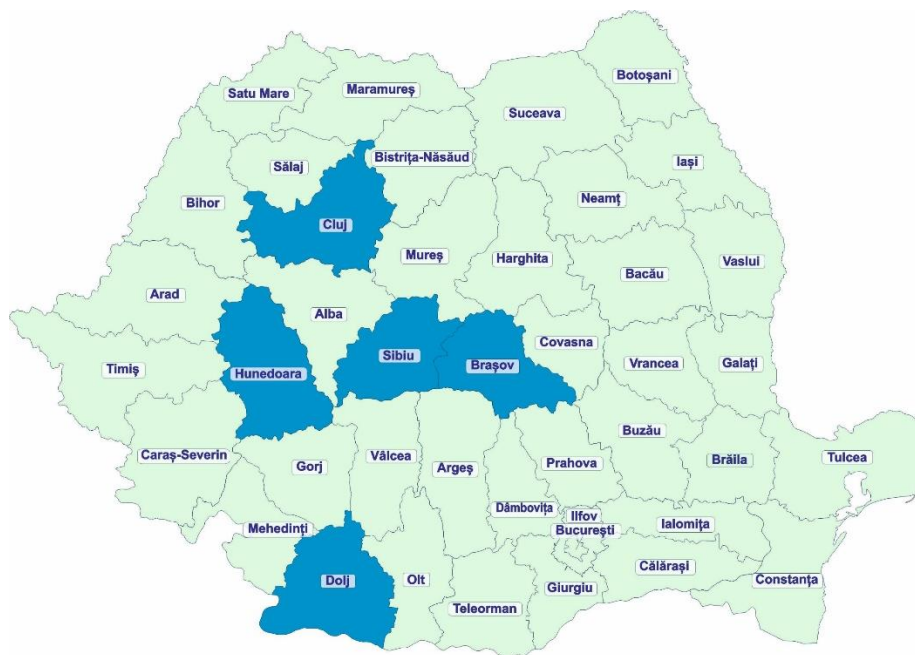 Botoșani
Satu Mare
Maramureș
Suceava
Sălaj
Bistrița-Năsăud
Iași
Bihor
Neamț
Cluj
Mureș
Harghita
Bacău
Vaslui
Arad
Alba
Covasna
Sibiu
Brașov
Vrancea
Galați
Timiș
Hunedoara
Buzău
Caraș-Severin
Gorj
Vâlcea
Argeș
Prahova
Brăila
Tulcea
Dâmbovița
Ilfov
Ialomița
Mehedinți
București
Călărași
Dolj
Olt
Giurgiu
Constanța
Teleorman